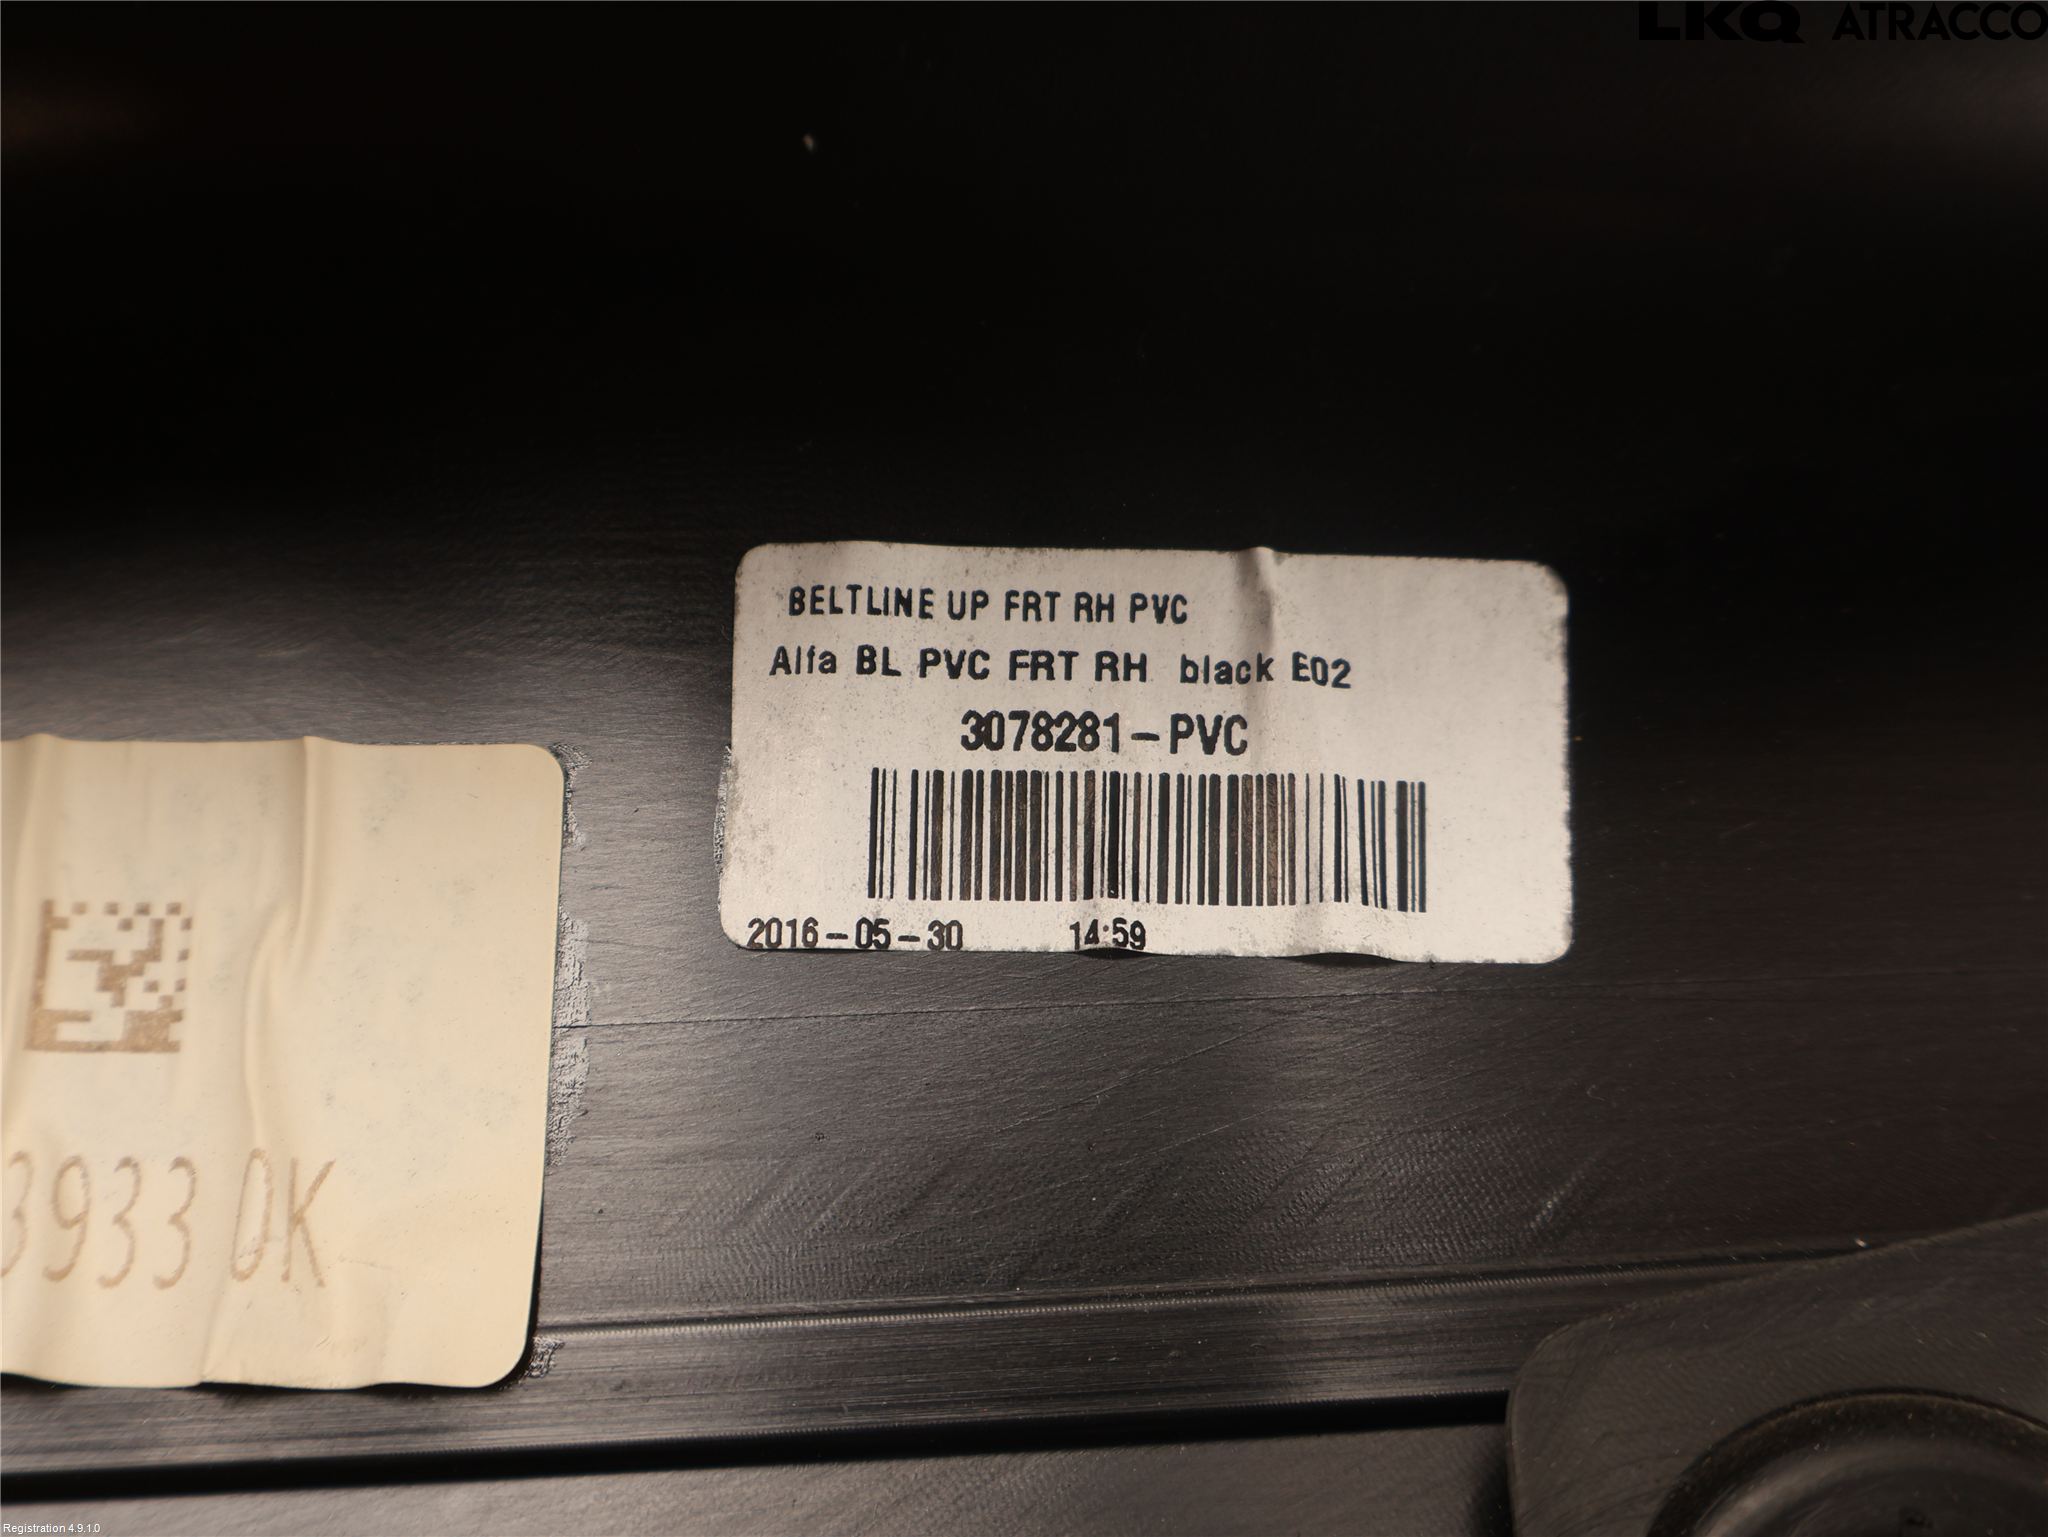 LKQ ATRACCO
BELTLINE UP FRT RH PVC
Alfa BL PVC FRT RH black E02
3078281-PVC
2016-05-30 14:59
3933 OK
Registration 4.9.1.0